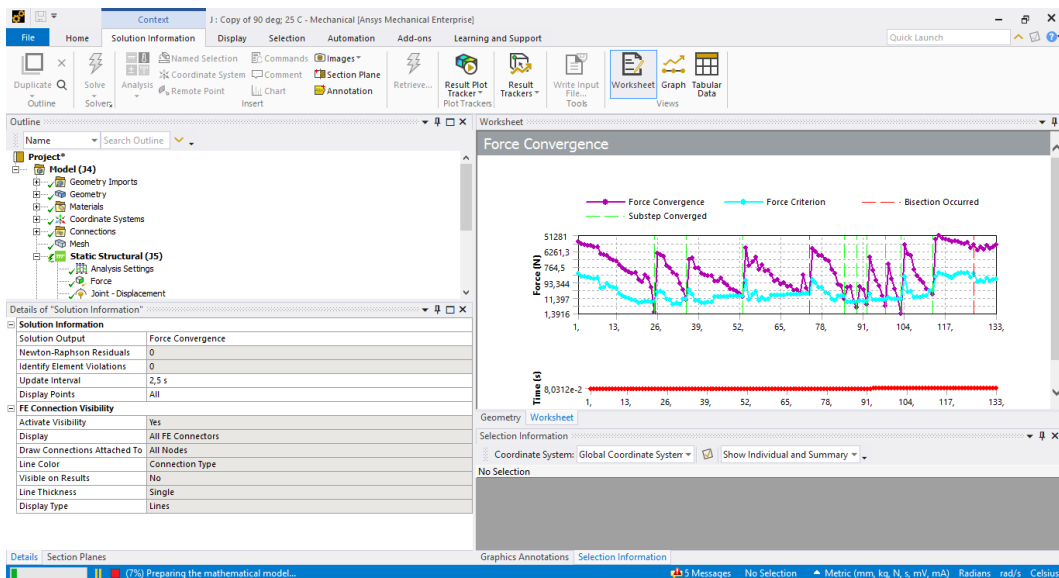 Context
J : Copy of 90 deg; 25 C - Mechanical [Ansys Mechanical Enterprise]
File Home Solution Information Display Selection Automation Add-ons Learning and Support
Quick Launch
Duplicate
Outline
Solve
Solver
Analysis
Named Selection
Coordinate System
Remote Point
Commands
Comment
Chart
Images
Section Plane
Annotation
Insert
Retrieve...
Result Plot Tracker
Result Trackers
Plot Trackers
Write Input File...
Tools
Worksheet
Graph
Tabular Data
Views
Outline
Name
Search Outline
Project*
Model (J4)
Geometry Imports
Geometry
Materials
Coordinate Systems
Connections
Mesh
Static Structural (J5)
Analysis Settings
Force
Joint - Displacement
Details of "Solution Information"
Solution Information
Solution Output Force Convergence
Newton-Raphson Residuals 0
Identify Element Violations 0
Update Interval 2,5 s
Display Points All
FE Connection Visibility
Activate Visibility Yes
Display All FE Connectors
Draw Connections Attached To All Nodes
Line Color Connection Type
Visible on Results No
Line Thickness Single
Display Type Lines
Details Section Planes
Worksheet
Force Convergence
Force Convergence Force Criterion Bisection Occurred
Substep Converged
Force (N)
51281
6261,3
764,5
93,344
11,397
1,3916
1, 13, 26, 39, 52, 65, 78, 91, 104, 117, 133,
Time (s)
8,0312e-2
1, 13, 26, 39, 52, 65, 78, 91, 104, 117, 133,
Geometry Worksheet
Selection Information
Coordinate System: Global Coordinate System Show Individual and Summary
No Selection
Graphics Annotations Selection Information
(7%) Preparing the mathematical model...
5 Messages No Selection Metric (mm, kg, N, s, mV, mA) Radians rad/s Celsius